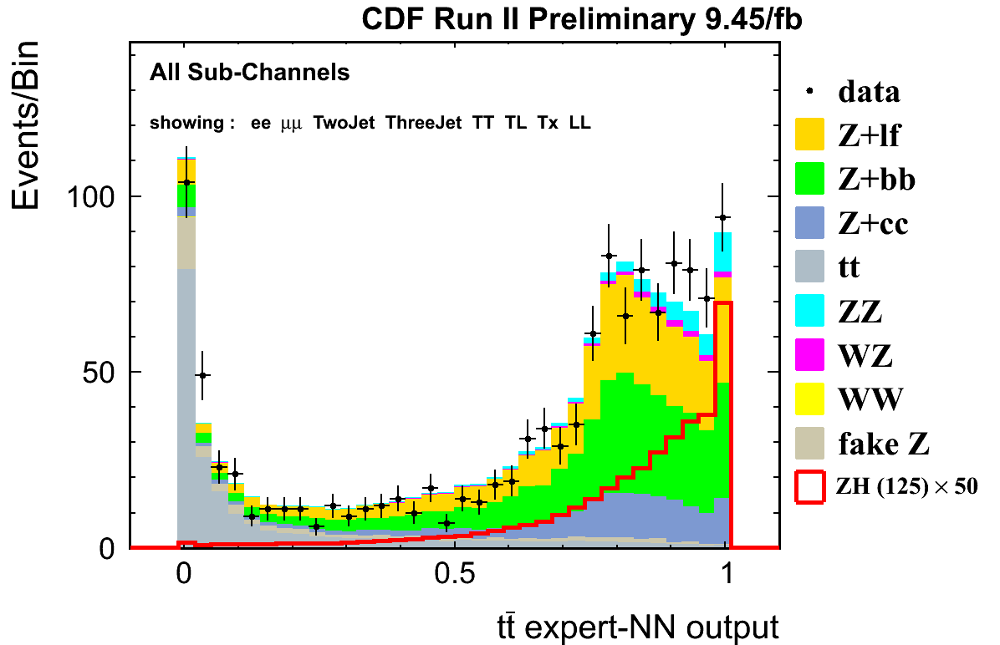 CDF Run II Preliminary 9.45/fb
All Sub-Channels
showing : ee μμ TwoJet ThreeJet TT TL Tx LL
Events/Bin
100
50
0
0 0.5 1
tt̄ expert-NN output
data
Z+lf
Z+bb
Z+cc
tt
ZZ
WZ
WW
fake Z
ZH (125) × 50